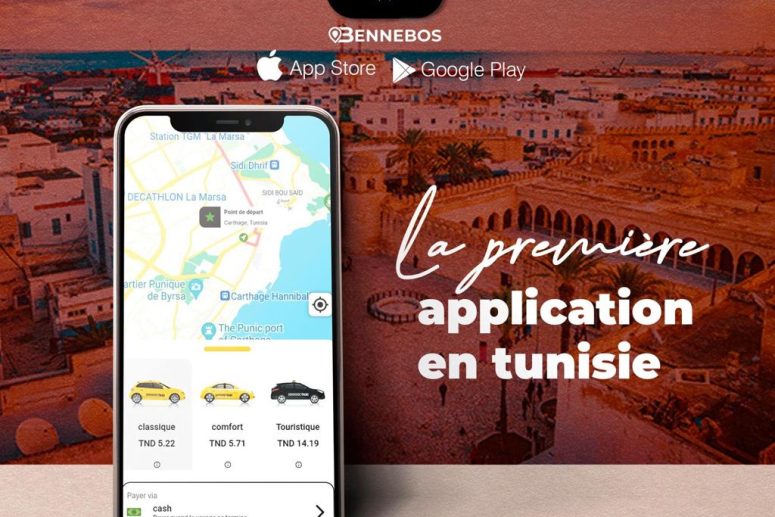 BENNEBOS
App Store
Google Play
Station TGM "La Marsa"
Sidi Dhrif
SIDI BOU SAID
DECATHLON La Marsa
Point de départ
Carthage, Tunisia
artier Punique
de Byrsa
Carthage Hannibal
The Punic port
of Carthage
La première
application
en tunisie
classique
comfort
Touristique
TND 5.22
TND 5.71
TND 14.19
Payer via
cash